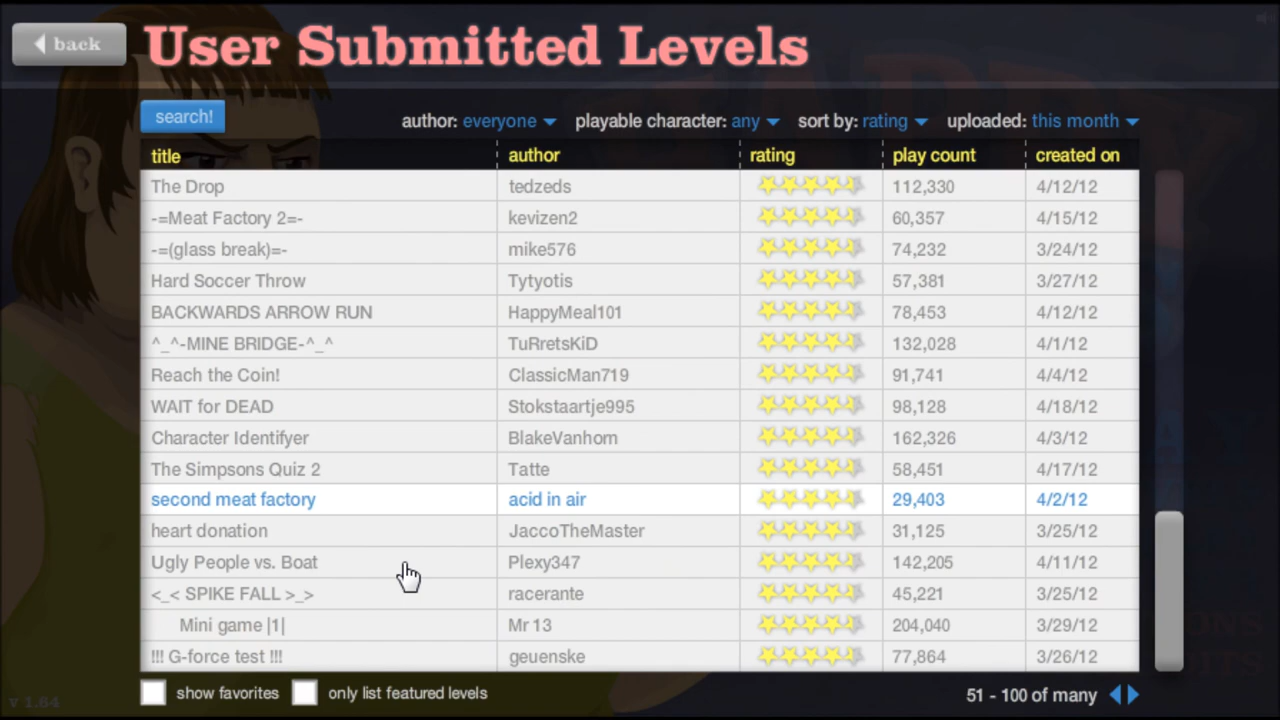 back
User Submitted Levels
search!
author: everyone playable character: any sort by: rating uploaded: this month
title author rating play count created on
The Drop tedzeds 112,330 4/12/12
-=Meat Factory 2=- kevizen2 60,357 4/15/12
-=(glass break)=- mike576 74,232 3/24/12
Hard Soccer Throw Tytyotis 57,381 3/27/12
BACKWARDS ARROW RUN HappyMeal101 78,453 4/12/12
^_^-MINE BRIDGE-^_^ TuRretsKiD 132,028 4/1/12
Reach the Coin! ClassicMan719 91,741 4/4/12
WAIT for DEAD Stokstaartje995 98,128 4/18/12
Character Identifyer BlakeVanhorn 162,326 4/3/12
The Simpsons Quiz 2 Tatte 58,451 4/17/12
second meat factory acid in air 29,403 4/2/12
heart donation JaccoTheMaster 31,125 3/25/12
Ugly People vs. Boat Plexy347 142,205 4/11/12
<_< SPIKE FALL >_> racerante 45,221 3/25/12
Mini game |1| Mr 13 204,040 3/29/12
!!! G-force test !!! geuenske 77,864 3/26/12
show favorites only list featured levels 51 - 100 of many
v 1.64